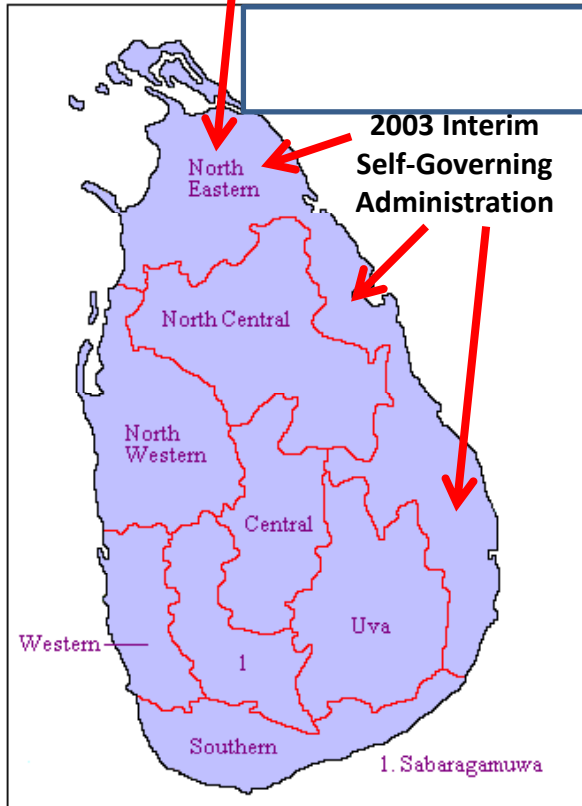 2003 Interim
Self-Governing
Administration
North
Eastern
North Central
North
Western
Central
Uva
Western
1
Southern
1. Sabaragamuwa